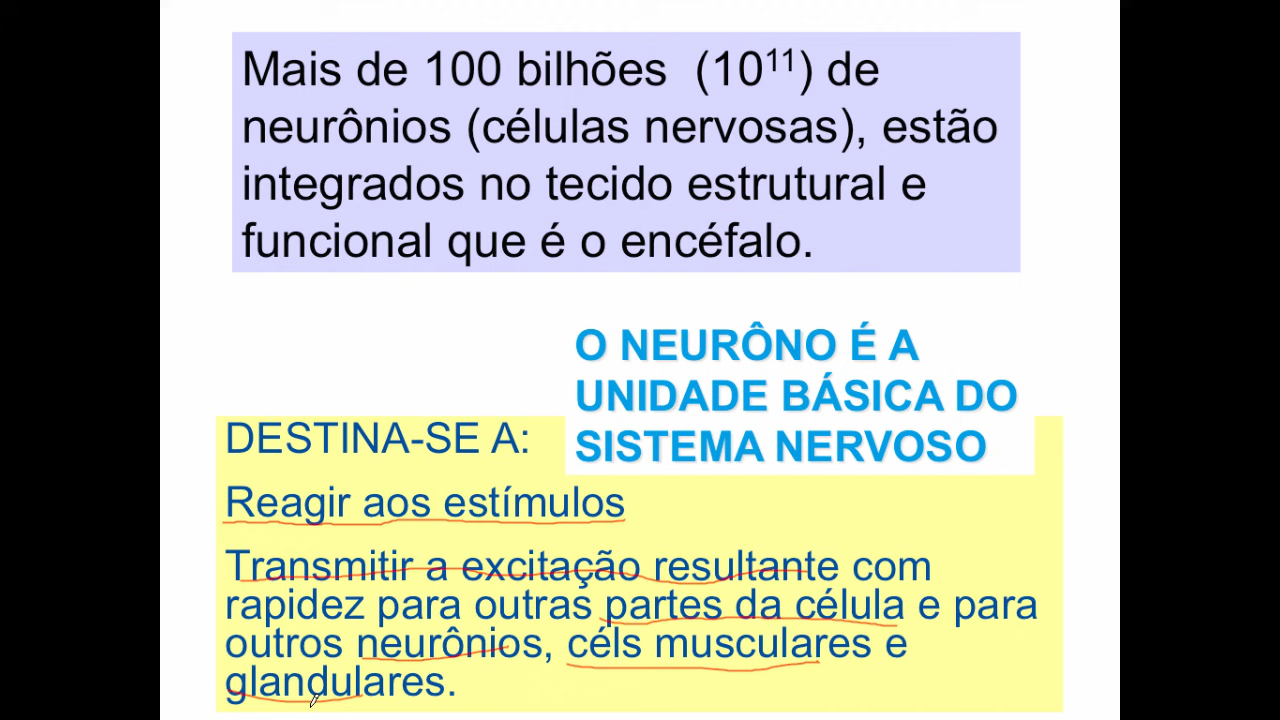 Mais de 100 bilhões (10¹¹) de
neurônios (células nervosas), estão
integrados no tecido estrutural e
funcional que é o encéfalo.
O NEURÔNO É A
UNIDADE BÁSICA DO
SISTEMA NERVOSO
DESTINA-SE A:
Reagir aos estímulos
Transmitir a excitação resultante com
rapidez para outras partes da célula e para
outros neurônios, céls musculares e
glandulares.